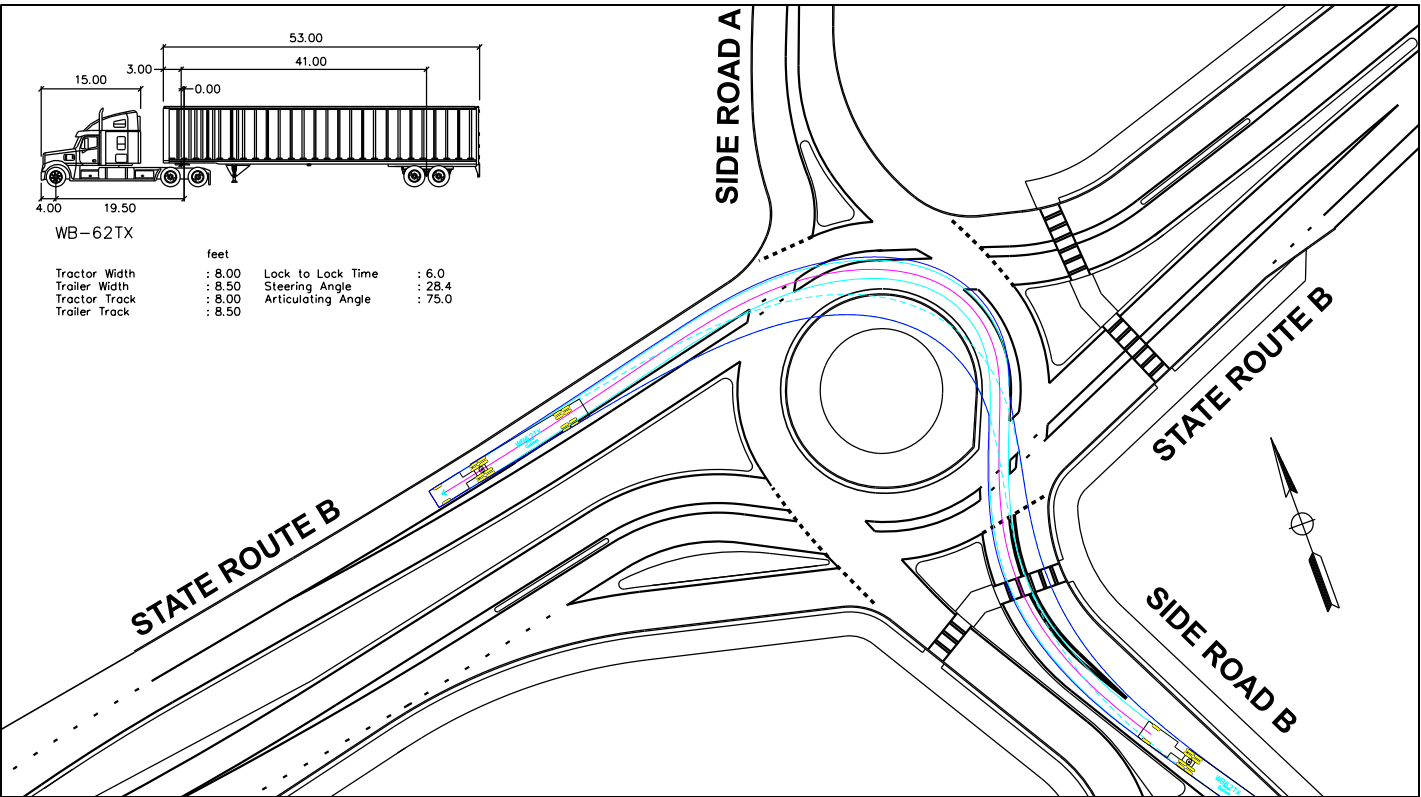 53.00
41.00
3.00
0.00
15.00
4.00
19.50
WB-62TX
feet
Tractor Width : 8.00 Lock to Lock Time : 6.0
Trailer Width : 8.50 Steering Angle : 28.4
Tractor Track : 8.00 Articulating Angle : 75.0
Trailer Track : 8.50
SIDE ROAD A
STATE ROUTE B
STATE ROUTE B
SIDE ROAD B
WB62TX
WB62TX